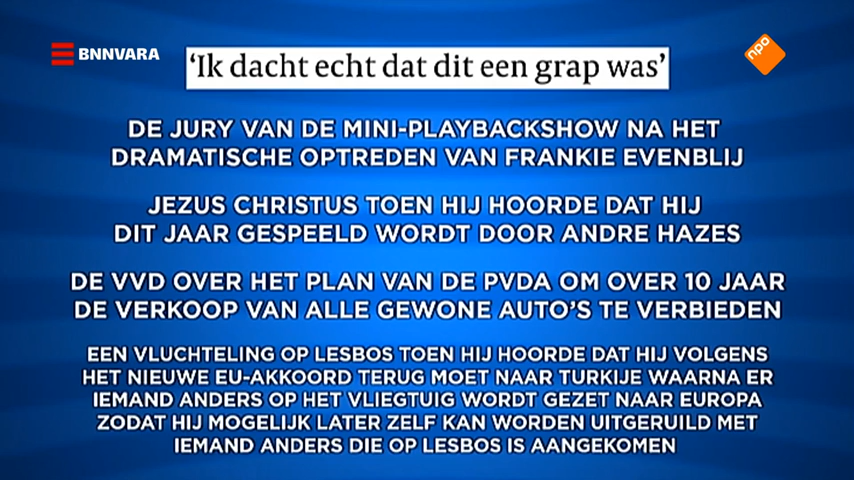 BNNVARA
npo
‘Ik dacht echt dat dit een grap was’
DE JURY VAN DE MINI-PLAYBACKSHOW NA HET
DRAMATISCHE OPTREDEN VAN FRANKIE EVENBLIJ
JEZUS CHRISTUS TOEN HIJ HOORDE DAT HIJ
DIT JAAR GESPEELD WORDT DOOR ANDRE HAZES
DE VVD OVER HET PLAN VAN DE PVDA OM OVER 10 JAAR
DE VERKOOP VAN ALLE GEWONE AUTO’S TE VERBIEDEN
EEN VLUCHTELING OP LESBOS TOEN HIJ HOORDE DAT HIJ VOLGENS
HET NIEUWE EU-AKKOORD TERUG MOET NAAR TURKIJE WAARNA ER
IEMAND ANDERS OP HET VLIEGTUIG WORDT GEZET NAAR EUROPA
ZODAT HIJ MOGELIJK LATER ZELF KAN WORDEN UITGERUILD MET
IEMAND ANDERS DIE OP LESBOS IS AANGEKOMEN